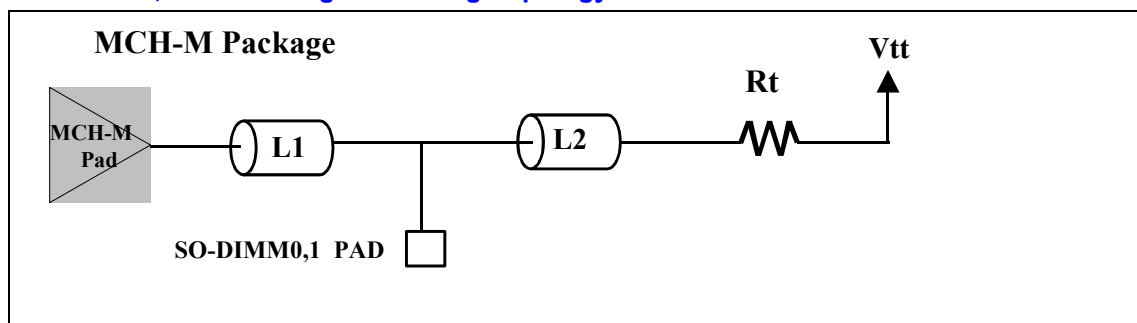 MCH-M Package
Vtt
Rt
MCH-M
Pad
L1
L2
SO-DIMM0,1 PAD